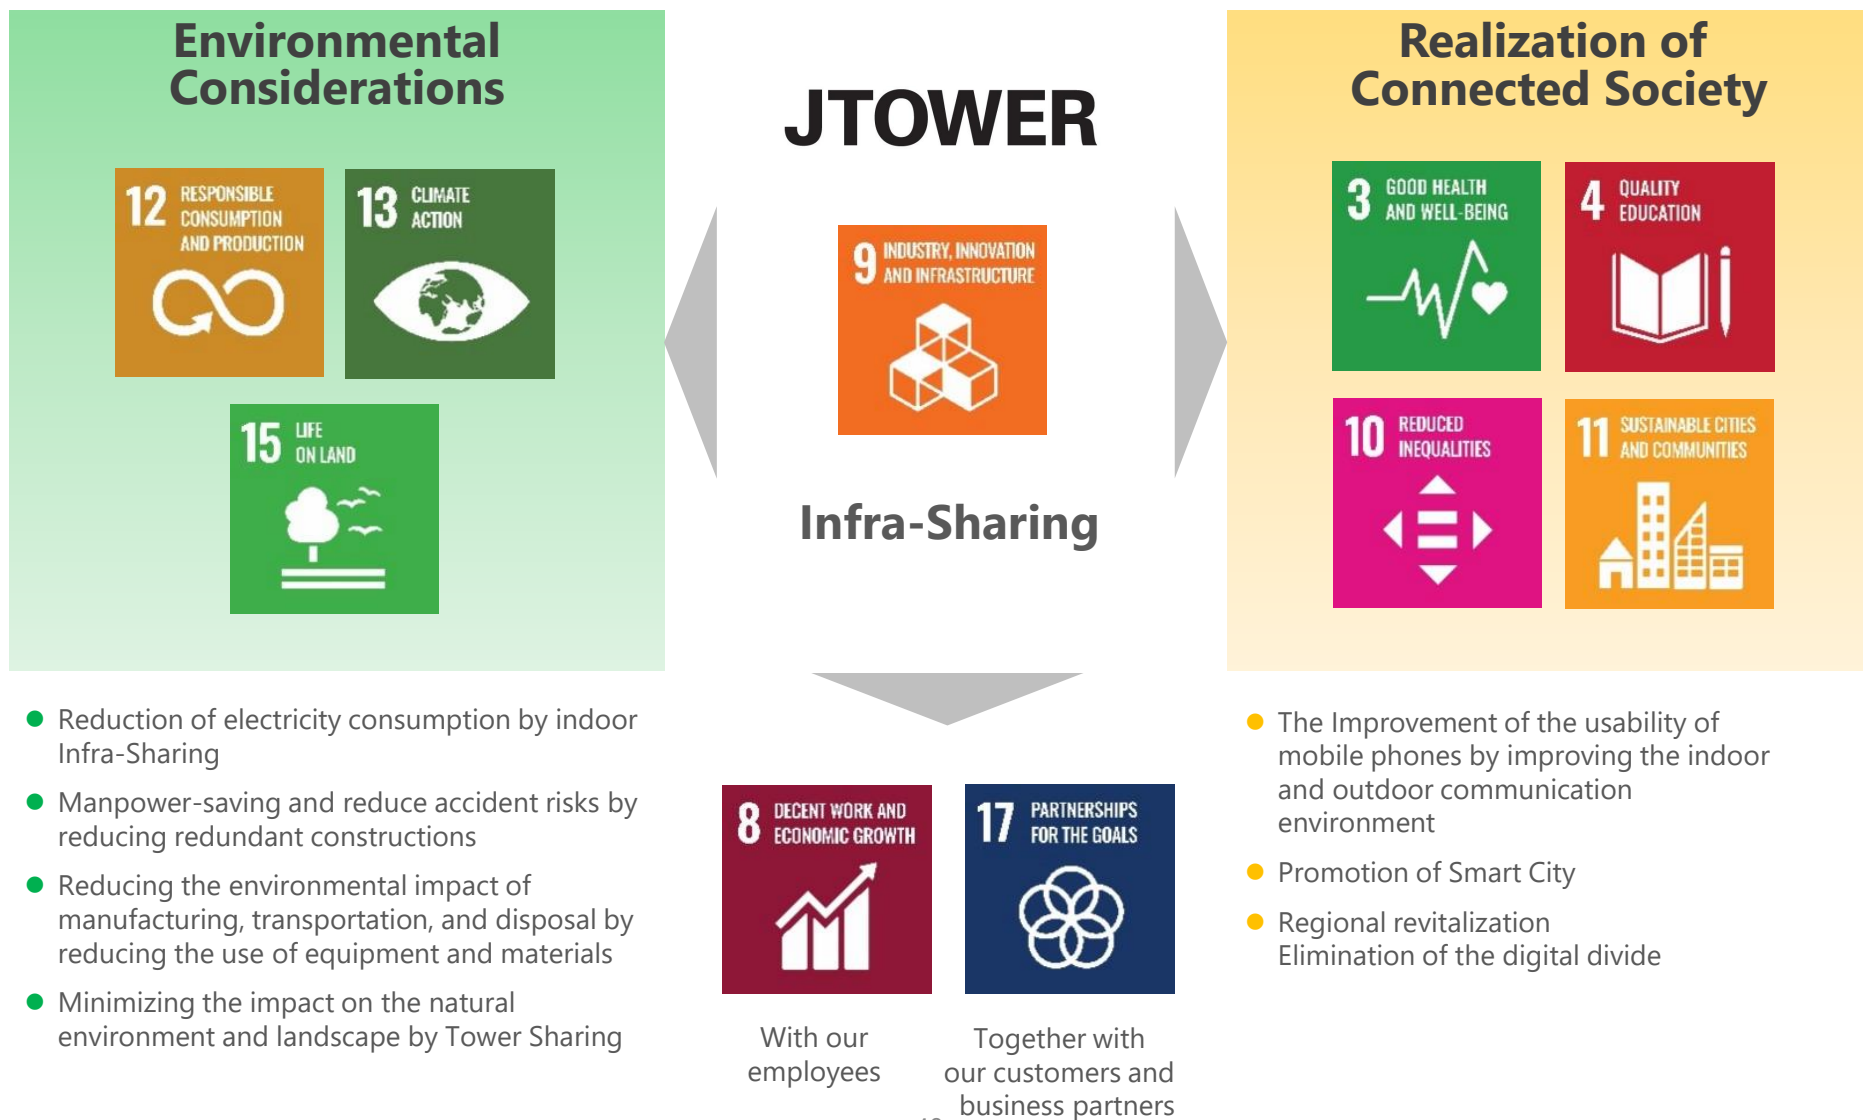 Environmental
Considerations
12 RESPONSIBLE
CONSUMPTION
AND PRODUCTION
13 CLIMATE
ACTION
15 LIFE
ON LAND
Reduction of electricity consumption by indoor
Infra-Sharing
Manpower-saving and reduce accident risks by
reducing redundant constructions
Reducing the environmental impact of
manufacturing, transportation, and disposal by
reducing the use of equipment and materials
Minimizing the impact on the natural
environment and landscape by Tower Sharing
JTOWER
9 INDUSTRY, INNOVATION
AND INFRASTRUCTURE
Infra-Sharing
8 DECENT WORK AND
ECONOMIC GROWTH
With our
employees
17 PARTNERSHIPS
FOR THE GOALS
Together with
our customers and
business partners
Realization of
Connected Society
3 GOOD HEALTH
AND WELL-BEING
4 QUALITY
EDUCATION
10 REDUCED
INEQUALITIES
11 SUSTAINABLE CITIES
AND COMMUNITIES
The Improvement of the usability of
mobile phones by improving the indoor
and outdoor communication
environment
Promotion of Smart City
Regional revitalization
Elimination of the digital divide